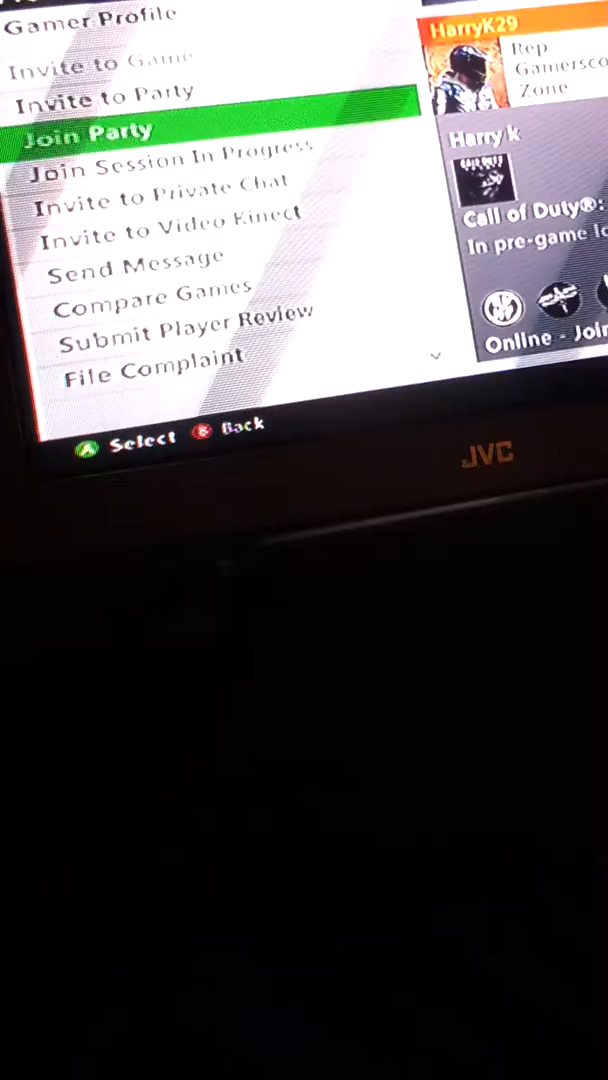 Gamer Profile
Invite to Game
Invite to Party
Join Party
Join Session In Progress
Invite to Private Chat
Invite to Video Kinect
Send Message
Compare Games
Submit Player Review
File Complaint
A Select B Back
HarryK29
Rep
Zone
Harry k
Call of Duty®:
In pre-game
Online - Join
JVC